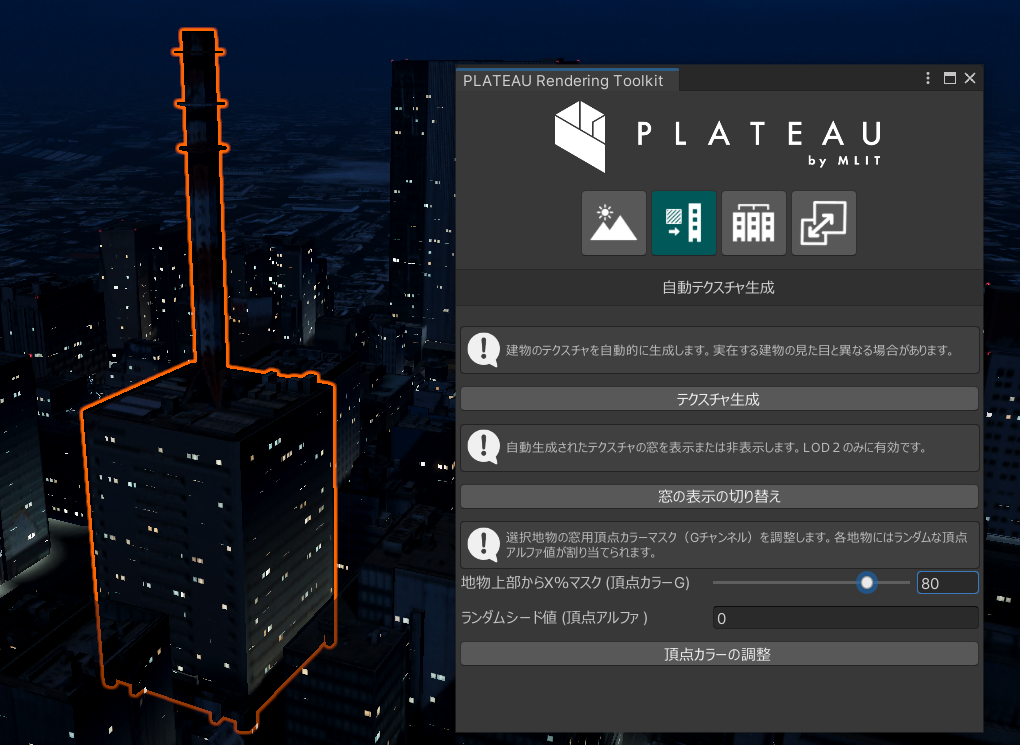 PLATEAU Rendering Toolkit
PLATEAU
by MLIT
自動テクスチャ生成
建物のテクスチャを自動的に生成します。実在する建物の見た目と異なる場合があります。
テクスチャ生成
自動生成されたテクスチャの窓を表示または非表示します。LOD２のみに有効です。
窓の表示の切り替え
選択地物の窓用頂点カラーマスク（Gチャンネル）を調整します。各地物にはランダムな頂点
アルファ値が割り当てられます。
地物上部からX%マスク (頂点カラーG)
80
ランダムシード値 (頂点アルファ )
0
頂点カラーの調整